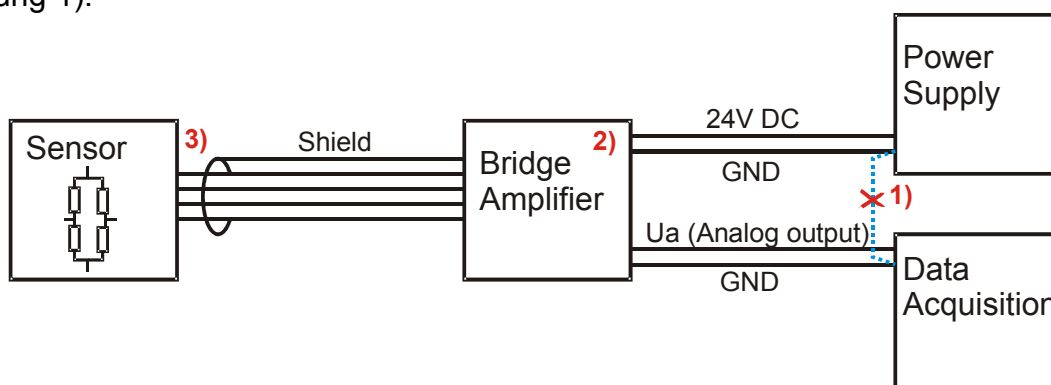 ung 1).
Power
Supply
24V DC
GND
Sensor
3)
Shield
Bridge
Amplifier
2)
1)
Ua (Analog output)
GND
Data
Acquisition